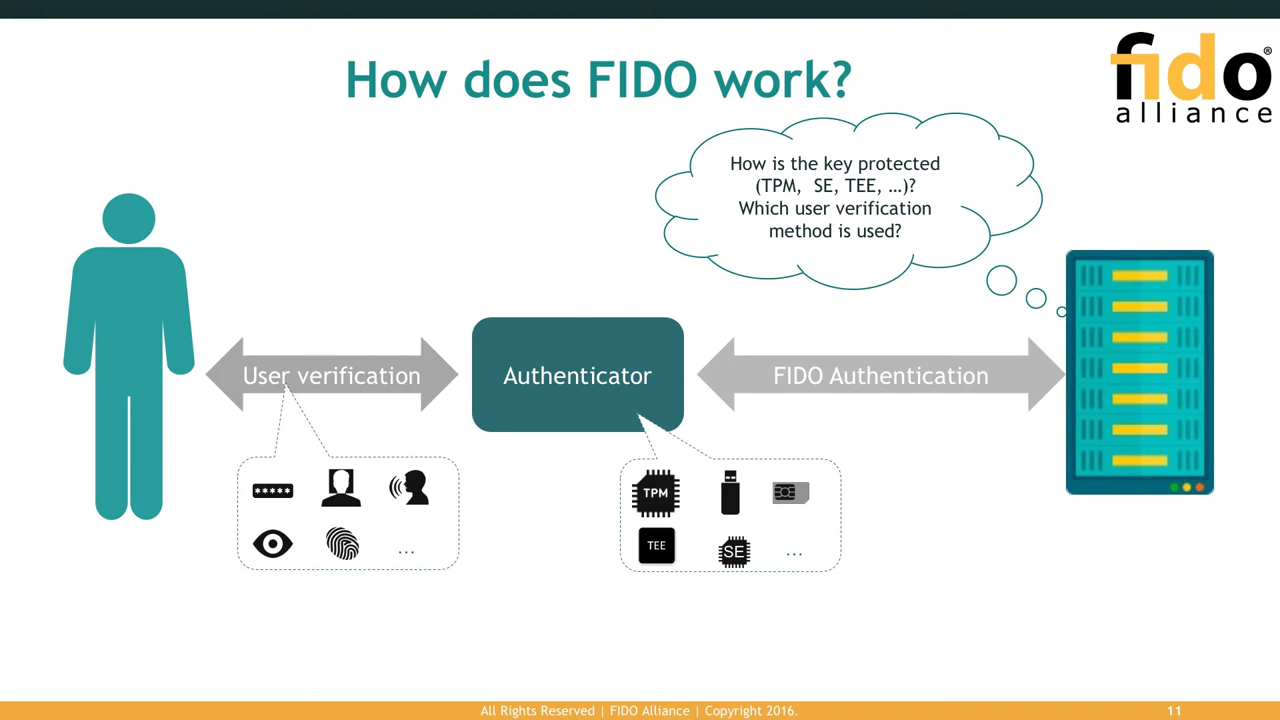 How does FIDO work?
fido®
alliance
How is the key protected
(TPM, SE, TEE, …)?
Which user verification
method is used?
User verification
Authenticator
FIDO Authentication
*****
…
TPM
TEE
SE
…
All Rights Reserved | FIDO Alliance | Copyright 2016.
11